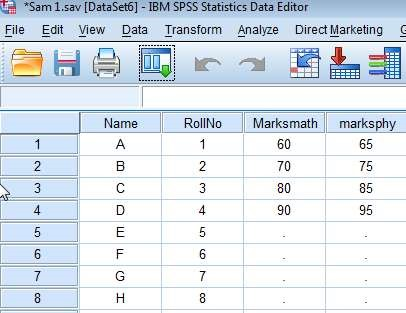 *Sam 1.sav [DataSet6] - IBM SPSS Statistics Data Editor
File Edit View Data Transform Analyze Direct Marketing
Name RollNo Marksmath marksphy
1 A 1 60 65
2 B 2 70 75
3 C 3 80 85
4 D 4 90 95
5 E 5 . .
6 F 6 . .
7 G 7 . .
8 H 8 . .